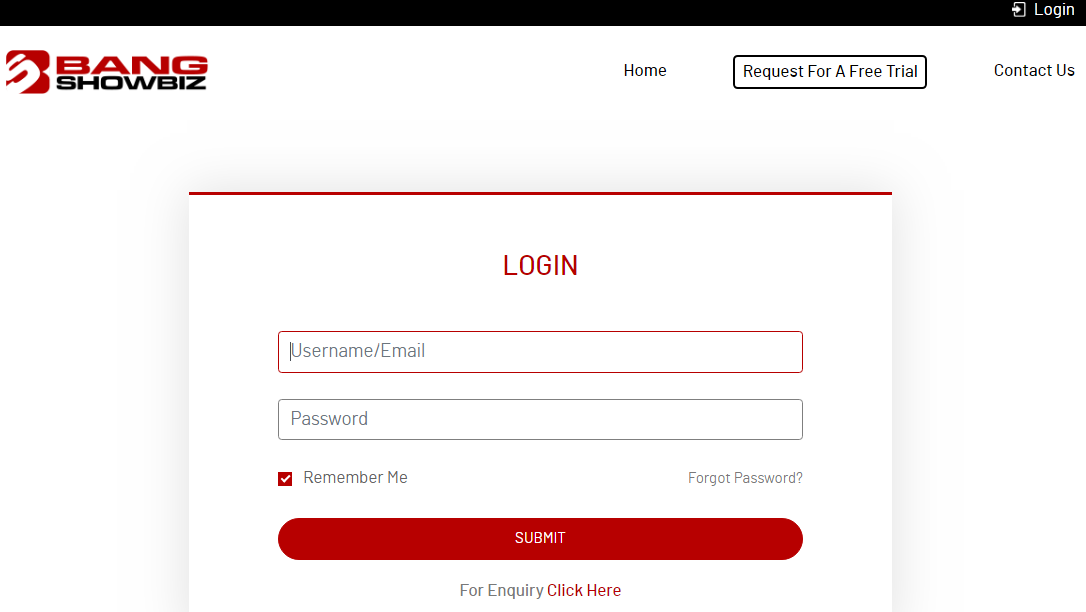 Login
BANG
SHOWBIZ
Home
Request For A Free Trial
Contact Us
LOGIN
Username/Email
Password
Remember Me
Forgot Password?
SUBMIT
For Enquiry Click Here